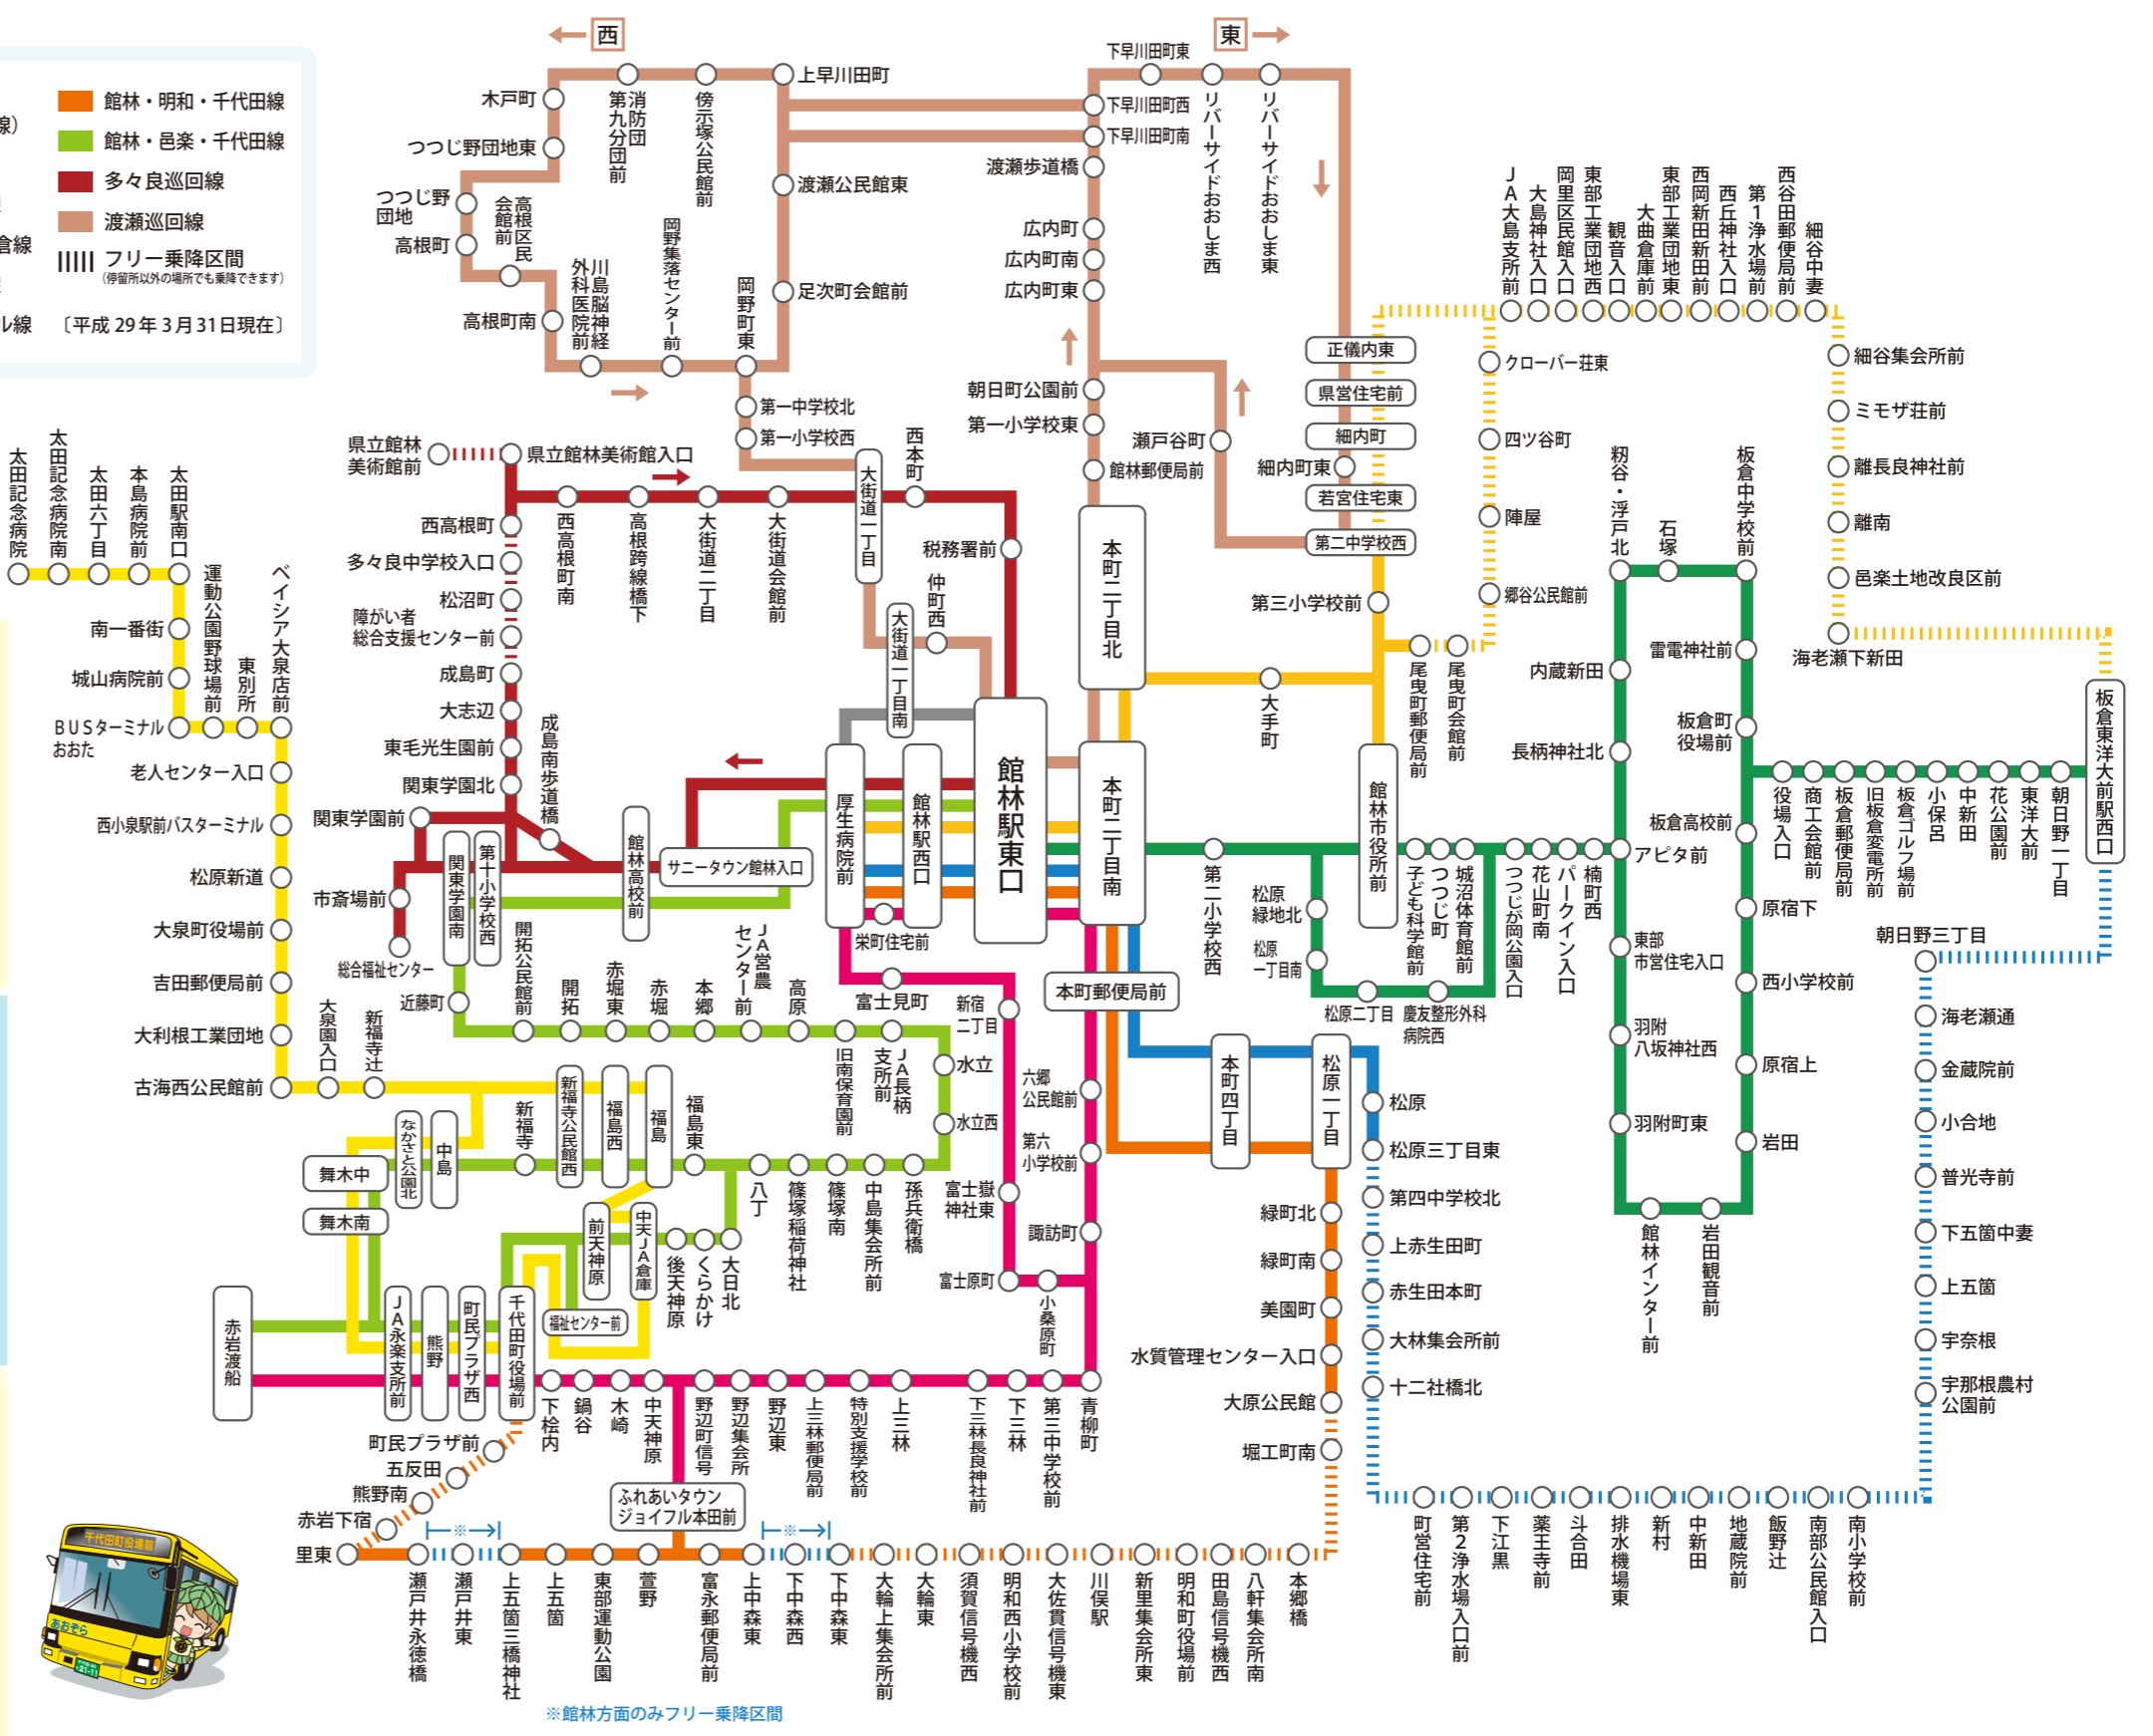 線)
倉線
ル線
館林・明和・千代田線
館林・邑楽・千代田線
多々良巡回線
渡瀬巡回線
フリー乗降区間
(停留所以外の場所でも乗降できます)
〔平成 29 年 3 月 31日現在〕
西
東
上早川田町
傍示塚公民館前
消防団
第九分団前
木戸町
つつじ野団地東
つつじ野
団地
高根町
高根区民
会館前
高根町南
川島脳神経
外科医院前
岡野集落センター前
岡野町東
渡瀬公民館東
足次町会館前
第一中学校北
第一小学校西
下早川田町東
リバーサイドおおしま西
リバーサイドおおしま東
下早川田町西
下早川田町南
渡瀬歩道橋
広内町
広内町南
広内町東
朝日町公園前
第一小学校東
館林郵便局前
瀬戸谷町
正儀内東
県営住宅前
細内町
細内町東
若宮住宅東
第二中学校西
第三小学校前
大手町
尾曳町郵便局前
尾曳町会館前
郷谷公民館前
陣屋
四ツ谷町
クローバー荘東
JA大島支所前
大島神社入口
岡里区民館入口
東部工業団地西
観音入口
大曲倉庫前
東部工業団地東
西岡新田新田前
西丘神社入口
第1浄水場前
西谷田郵便局前
細谷中妻
細谷集会所前
ミモザ荘前
離長良神社前
離南
邑楽土地改良区前
海老瀬下新田
板倉東洋大前駅西口
県立館林
美術館前
県立館林美術館入口
西高根町
多々良中学校入口
松沼町
障がい者
総合支援センター前
成島町
大志辺
東毛光生園前
関東学園北
関東学園前
成島南歩道橋
市斎場前
総合福祉センター
西高根町南
高根跨線橋下
大街道二丁目
大街道会館前
大街道一丁目
西本町
税務署前
仲町西
大街道一丁目南
館林駅東口
館林駅西口
厚生病院前
栄町住宅前
サニータウン館林入口
館林高校前
第十小学校西
関東学園南
本町二丁目北
本町二丁目南
館林市役所前
太田記念病院
太田記念病院南
太田六丁目
本島病院前
太田駅南口
南一番街
城山病院前
BUSターミナル
おおた
運動公園野球場前
東別所
ベイシア大泉店前
老人センター入口
西小泉駅前バスターミナル
松原新道
大泉町役場前
吉田郵便局前
大利根工業団地
古海西公民館前
大泉園入口
新福寺辻
近藤町
開拓公民館前
開拓
赤堀東
赤堀
本郷
JA営農
センター前
高原
旧南保育園前
JA長柄
支所前
水立
水立西
孫兵衛橋
中島集会所前
篠塚南
篠塚稲荷神社
八丁
福島東
福島
福島西
新福寺公民館西
新福寺
中島
なかさと公園北
舞木中
舞木南
大日北
くらかけ
後天神原
中天JA倉庫
前天神原
福祉センター前
千代田町役場前
町民プラザ西
熊野
JA永楽支所前
赤岩渡船
富士見町
新宿
二丁目
富士嶽
神社東
富士原町
小桑原町
六郷
公民館前
第六
小学校前
諏訪町
青柳町
第三中学校前
下三林
下三林長良神社前
上三林
特別支援学校前
上三林郵便局前
野辺東
野辺集会所
野辺町信号
中天神原
木崎
鍋谷
下桧内
ふれあいタウン
ジョイフル本田前
町民プラザ前
五反田
熊野南
赤岩下宿
里東
瀬戸井永徳橋
瀬戸井東
上五箇三橋神社
上五箇
東部運動公園
萱野
富永郵便局前
上中森東
下中森西
下中森東
大輪上集会所前
大輪東
須賀信号機西
明和西小学校前
大佐貫信号機東
川俣駅
新里集会所東
明和町役場前
田島信号機西
八軒集会所南
本郷橋
※
※
※館林方面のみフリー乗降区間
本町郵便局前
本町四丁目
松原一丁目
緑町北
緑町南
美園町
水質管理センター入口
大原公民館
堀工町南
松原
松原三丁目東
第四中学校北
上赤生田町
赤生田本町
大林集会所前
十二社橋北
町営住宅前
第2浄水場入口前
下江黒
薬王寺前
斗合田
排水機場東
新村
中新田
地蔵院前
飯野辻
南部公民館入口
南小学校前
宇那根農村
公園前
宇奈根
上五箇
下五箇中妻
普光寺前
小合地
金蔵院前
海老瀬通
朝日野三丁目
第二小学校西
松原
緑地北
松原
一丁目南
松原二丁目
慶友整形外科
病院西
子ども科学館前
つつじ町
城沼体育館前
つつじが岡公園入口
花山町南
パークイン入口
楠町西
アピタ前
長柄神社北
内蔵新田
籾谷・浮戸北
石塚
板倉中学校前
雷電神社前
板倉町
役場前
板倉高校前
原宿下
西小学校前
原宿上
岩田
岩田観音前
館林インター前
羽附町東
羽附
八坂神社西
東部
市営住宅入口
役場入口
商工会館前
板倉郵便局前
旧板倉変電所前
板倉ゴルフ場前
小保呂
中新田
花公園前
東洋大前
朝日野一丁目
千代田町役場前
あおぞら
21-11